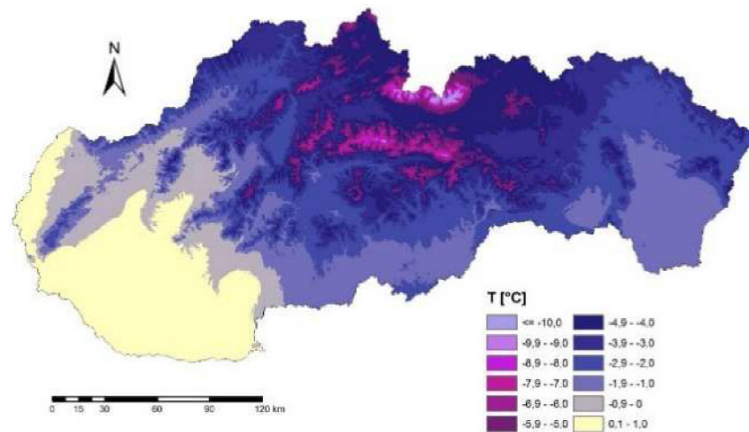 N
T [°C]
<= -10,0
-9,9 - -9,0
-8,9 - -8,0
-7,9 - -7,0
-6,9 - -6,0
-5,9 - -5,0
-4,9 - -4,0
-3,9 - -3,0
-2,9 - -2,0
-1,9 - -1,0
-0,9 - 0
0,1 - 1,0
0 15 30 60 90 120 km